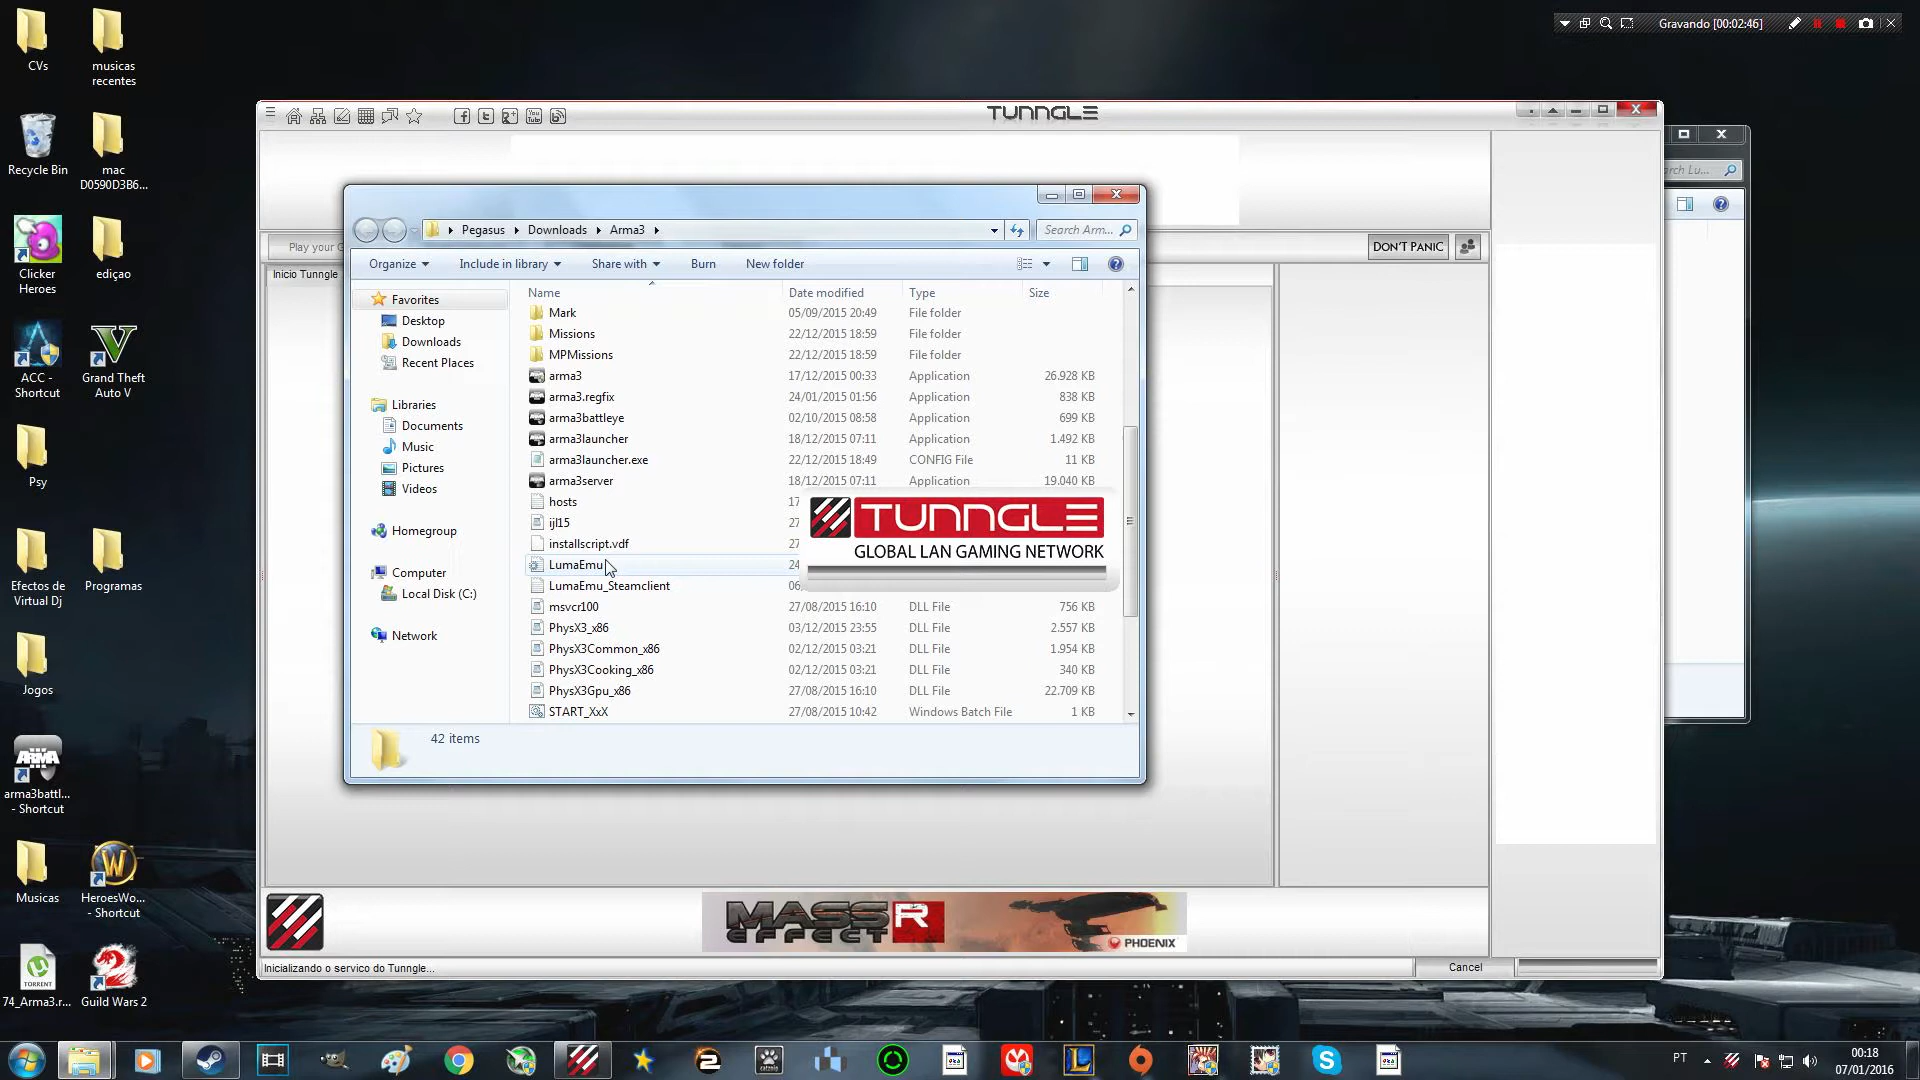 Gravando [00:02:46]
CVs
musicas recentes
Recycle Bin
mac D0590D3B6...
Clicker Heroes
ediçao
ACC - Shortcut
Grand Theft Auto V
Psy
Efectos de Virtual Dj
Programas
Jogos
arma3battl... - Shortcut
Musicas
HeroesWo... - Shortcut
74_Arma3.r...
TORRENT
Guild Wars 2
TUNNGLE
Play your G
DON'T PANIC
Inicio Tunngle
arch Lu...
Pegasus
Downloads
Arma3
Search Arm...
Organize
Include in library
Share with
Burn
New folder
Favorites
Desktop
Downloads
Recent Places
Libraries
Documents
Music
Pictures
Videos
Homegroup
Computer
Local Disk (C:)
Network
Name Date modified Type Size
Mark 05/09/2015 20:49 File folder
Missions 22/12/2015 18:59 File folder
MPMissions 22/12/2015 18:59 File folder
arma3 17/12/2015 00:33 Application 26.928 KB
arma3.regfix 24/01/2015 01:56 Application 838 KB
arma3battleye 02/10/2015 08:58 Application 699 KB
arma3launcher 18/12/2015 07:11 Application 1.492 KB
arma3launcher.exe 22/12/2015 18:49 CONFIG File 11 KB
arma3server 18/12/2015 07:11 Application 19.040 KB
hosts 17
ijl15 27
installscript.vdf 27
LumaEmu 24
LumaEmu_Steamclient 06
msvcr100 27/08/2015 16:10 DLL File 756 KB
PhysX3_x86 03/12/2015 23:55 DLL File 2.557 KB
PhysX3Common_x86 02/12/2015 03:21 DLL File 1.954 KB
PhysX3Cooking_x86 02/12/2015 03:21 DLL File 340 KB
PhysX3Gpu_x86 27/08/2015 16:10 DLL File 22.709 KB
START_XxX 27/08/2015 10:42 Windows Batch File 1 KB
TUNNGLE
GLOBAL LAN GAMING NETWORK
42 items
MASS EFFECT R
PHOENIX
Inicializando o servico do Tunngle...
Cancel
PT
00:18
07/01/2016